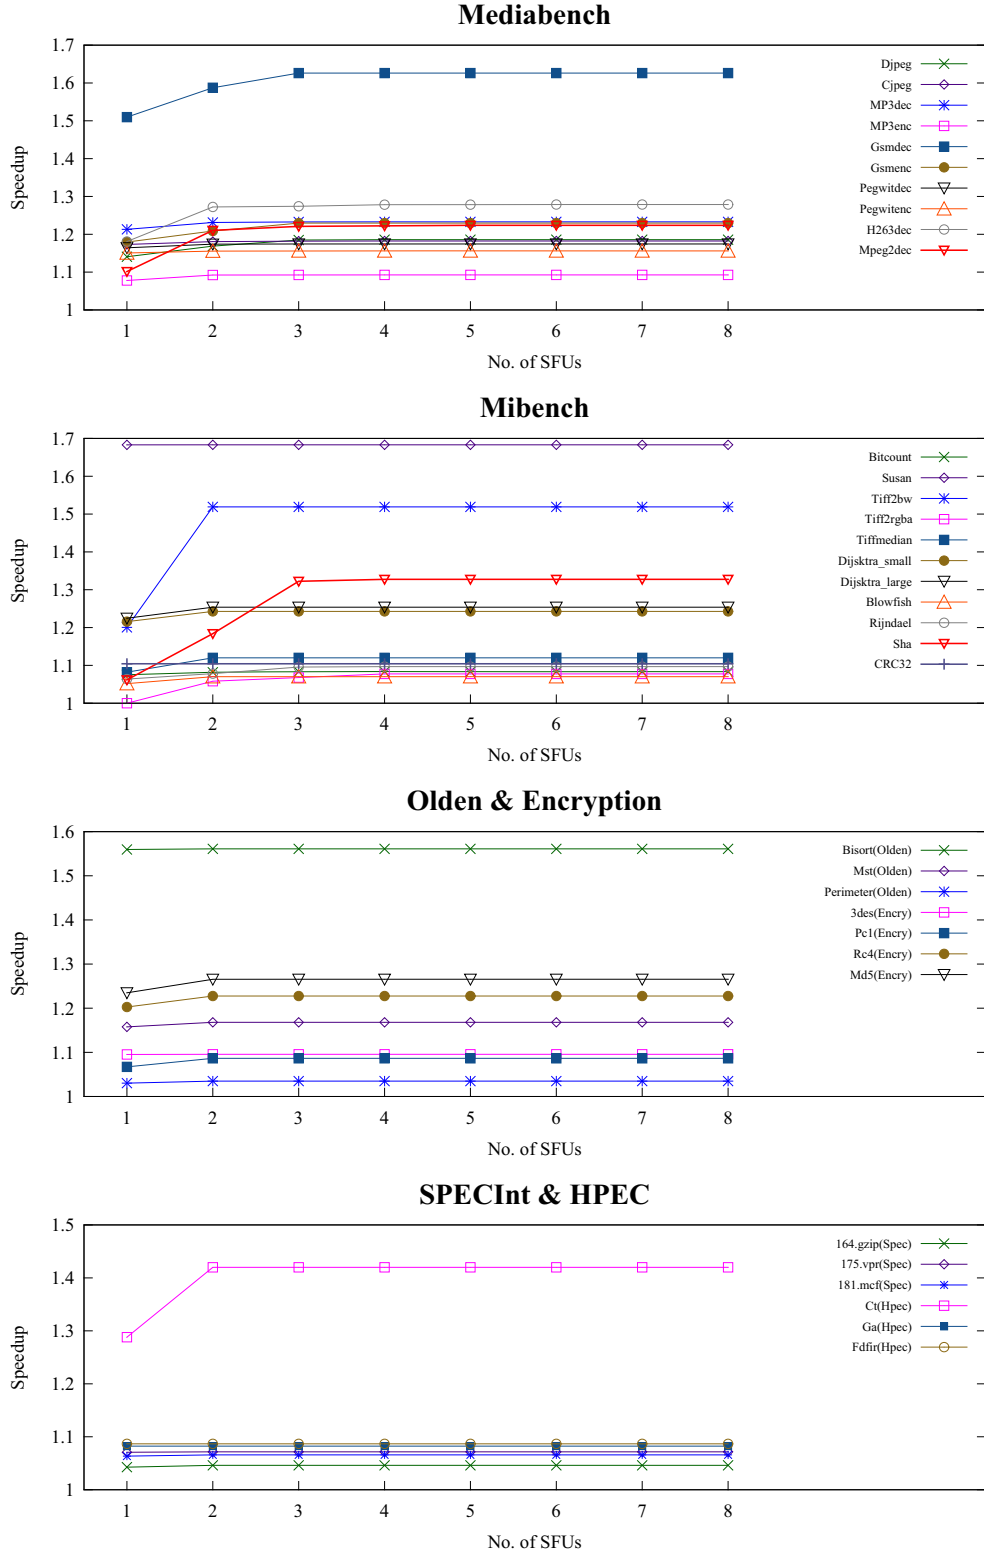 Mediabench
1.7
1.6
1.5
1.4
1.3
1.2
1.1
1
Speedup
1 2 3 4 5 6 7 8
No. of SFUs
Djpeg
Cjpeg
MP3dec
MP3enc
Gsmdec
Gsmenc
Pegwitdec
Pegwitenc
H263dec
Mpeg2dec
Mibench
1.7
1.6
1.5
1.4
1.3
1.2
1.1
1
Speedup
1 2 3 4 5 6 7 8
No. of SFUs
Bitcount
Susan
Tiff2bw
Tiff2rgba
Tiffmedian
Dijsktra_small
Dijsktra_large
Blowfish
Rijndael
Sha
CRC32
Olden & Encryption
1.6
1.5
1.4
1.3
1.2
1.1
1
Speedup
1 2 3 4 5 6 7 8
No. of SFUs
Bisort(Olden)
Mst(Olden)
Perimeter(Olden)
3des(Encry)
Pc1(Encry)
Rc4(Encry)
Md5(Encry)
SPECInt & HPEC
1.5
1.4
1.3
1.2
1.1
1
Speedup
1 2 3 4 5 6 7 8
No. of SFUs
164.gzip(Spec)
175.vpr(Spec)
181.mcf(Spec)
Ct(Hpec)
Ga(Hpec)
Fdfir(Hpec)